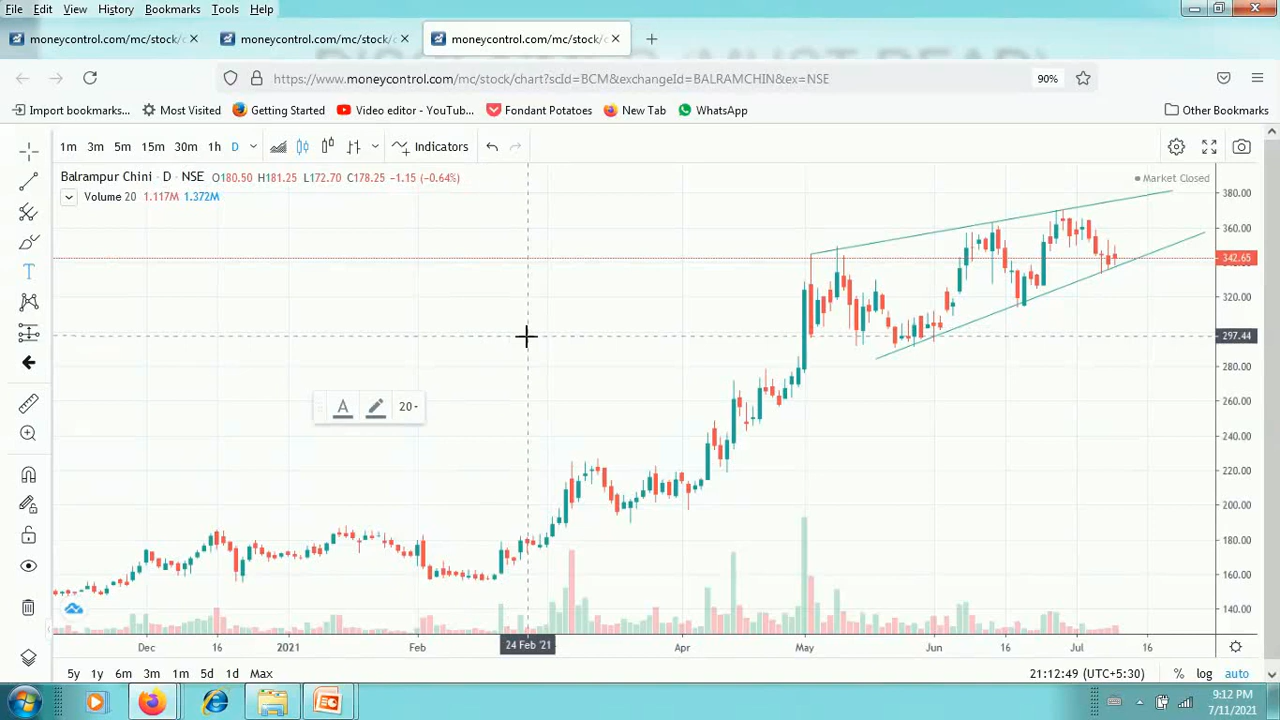 File Edit View History Bookmarks Tools Help
moneycontrol.com/mc/stock/ moneycontrol.com/mc/stock/ moneycontrol.com/mc/stock/
https://www.moneycontrol.com/mc/stock/chart?scId=BCM&exchangeId=BALRAMCHIN&ex=NSE 90%
Import bookmarks... Most Visited Getting Started Video editor - YouT... Fondant Potatoes New Tab WhatsApp Other Bookmarks
1m 3m 5m 15m 30m 1h D Indicators
Balrampur Chini · D · NSE O180.50 H181.25 L172.70 C178.25 -1.15 (-0.64%) Market Closed
Volume 20 1.117M 1.372M
380.00
360.00
342.65
320.00
297.44
280.00
260.00
A 20
240.00
220.00
200.00
180.00
160.00
140.00
Dec 16 2021 Feb 24 Feb '21 Apr May Jun 16 Jul 16
5y 1y 6m 3m 1m 5d 1d Max 21:12:49 (UTC+5:30) % log auto
9:12 PM
7/11/2021